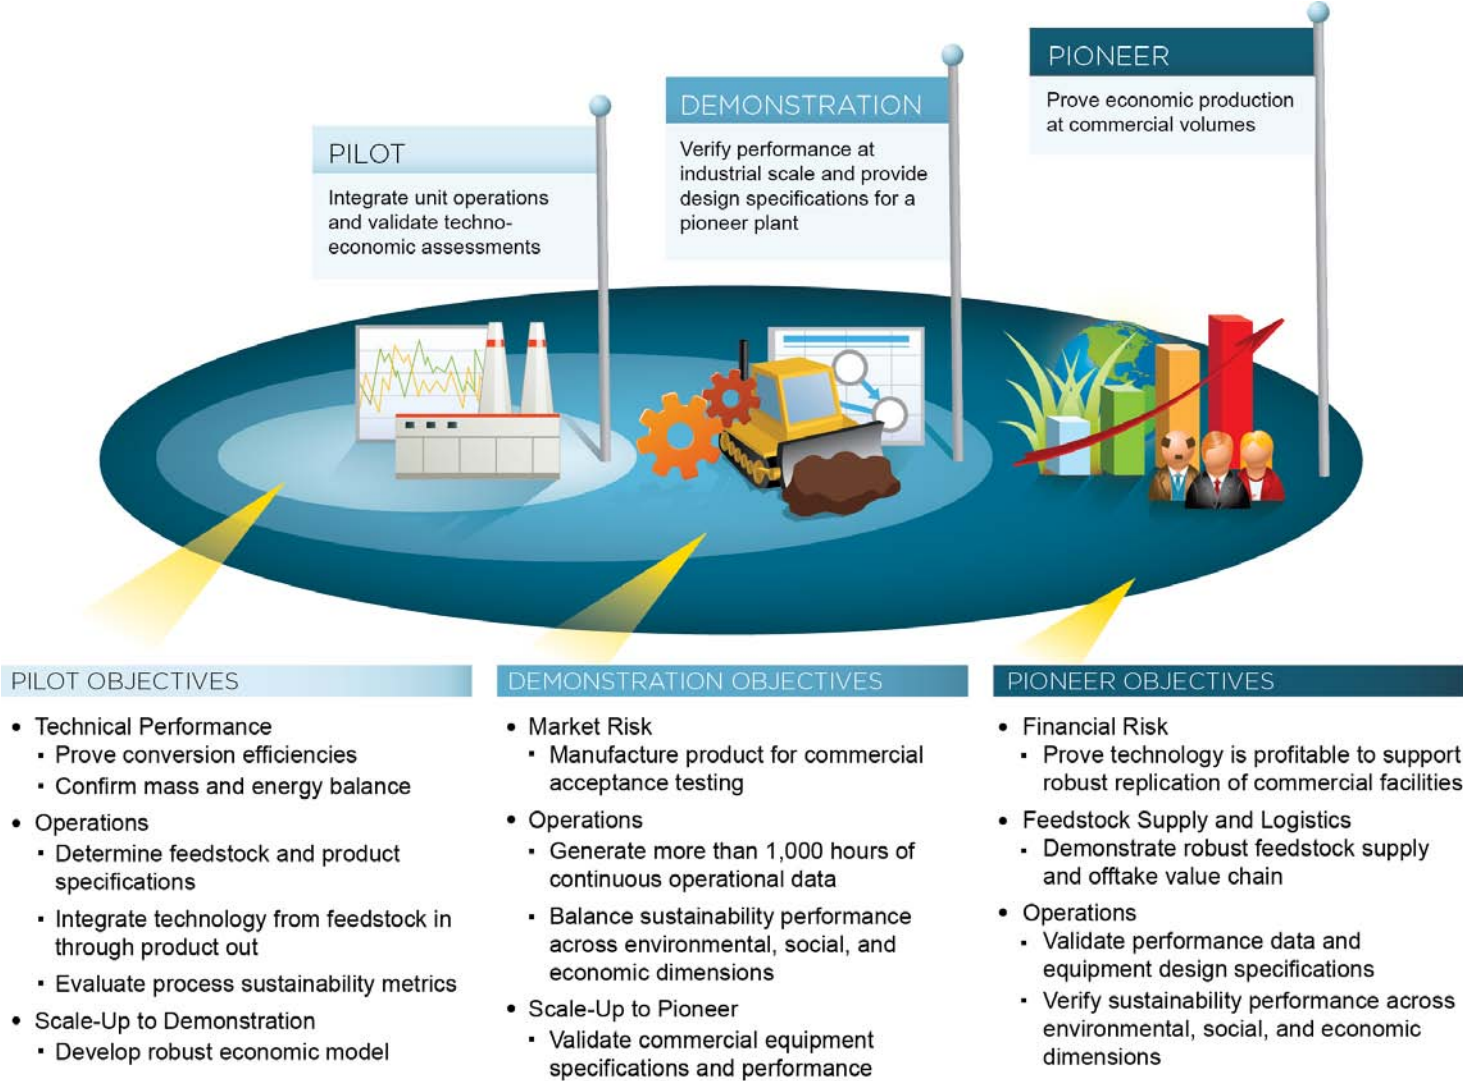 PILOT
Integrate unit operations
and validate techno-
economic assessments
DEMONSTRATION
Verify performance at
industrial scale and provide
design specifications for a
pioneer plant
PIONEER
Prove economic production
at commercial volumes
PILOT OBJECTIVES
• Technical Performance
▪ Prove conversion efficiencies
▪ Confirm mass and energy balance
• Operations
▪ Determine feedstock and product
specifications
▪ Integrate technology from feedstock in
through product out
▪ Evaluate process sustainability metrics
• Scale-Up to Demonstration
▪ Develop robust economic model
DEMONSTRATION OBJECTIVES
• Market Risk
▪ Manufacture product for commercial
acceptance testing
• Operations
▪ Generate more than 1,000 hours of
continuous operational data
▪ Balance sustainability performance
across environmental, social, and
economic dimensions
• Scale-Up to Pioneer
▪ Validate commercial equipment
specifications and performance
PIONEER OBJECTIVES
• Financial Risk
▪ Prove technology is profitable to support
robust replication of commercial facilities
• Feedstock Supply and Logistics
▪ Demonstrate robust feedstock supply
and offtake value chain
• Operations
▪ Validate performance data and
equipment design specifications
▪ Verify sustainability performance across
environmental, social, and economic
dimensions